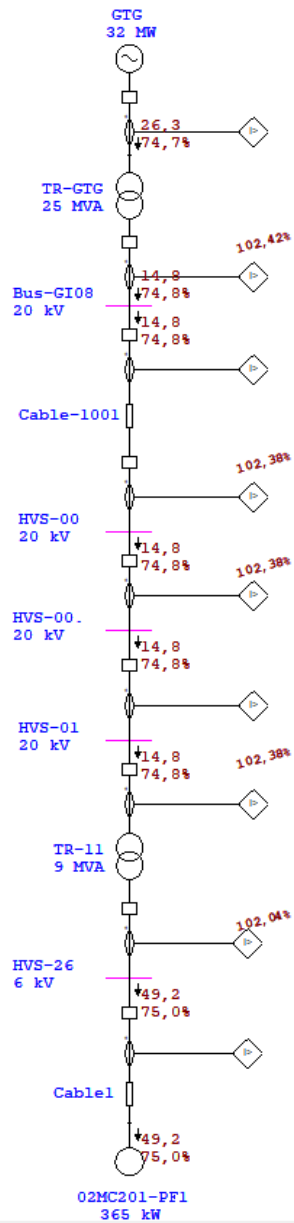 GTG
32 MW
26,3
74,7%
TR-GTG
25 MVA
102,42%
14,8
74,8%
Bus-GI08
20 kV
14,8
74,8%
Cable-1001
102,38%
HVS-00
20 kV
14,8
74,8%
102,38%
HVS-00.
20 kV
14,8
74,8%
HVS-01
20 kV
102,38%
14,8
74,8%
TR-11
9 MVA
102,04%
HVS-26
6 kV
49,2
75,0%
Cable1
49,2
75,0%
02MC201-PF1
365 kW